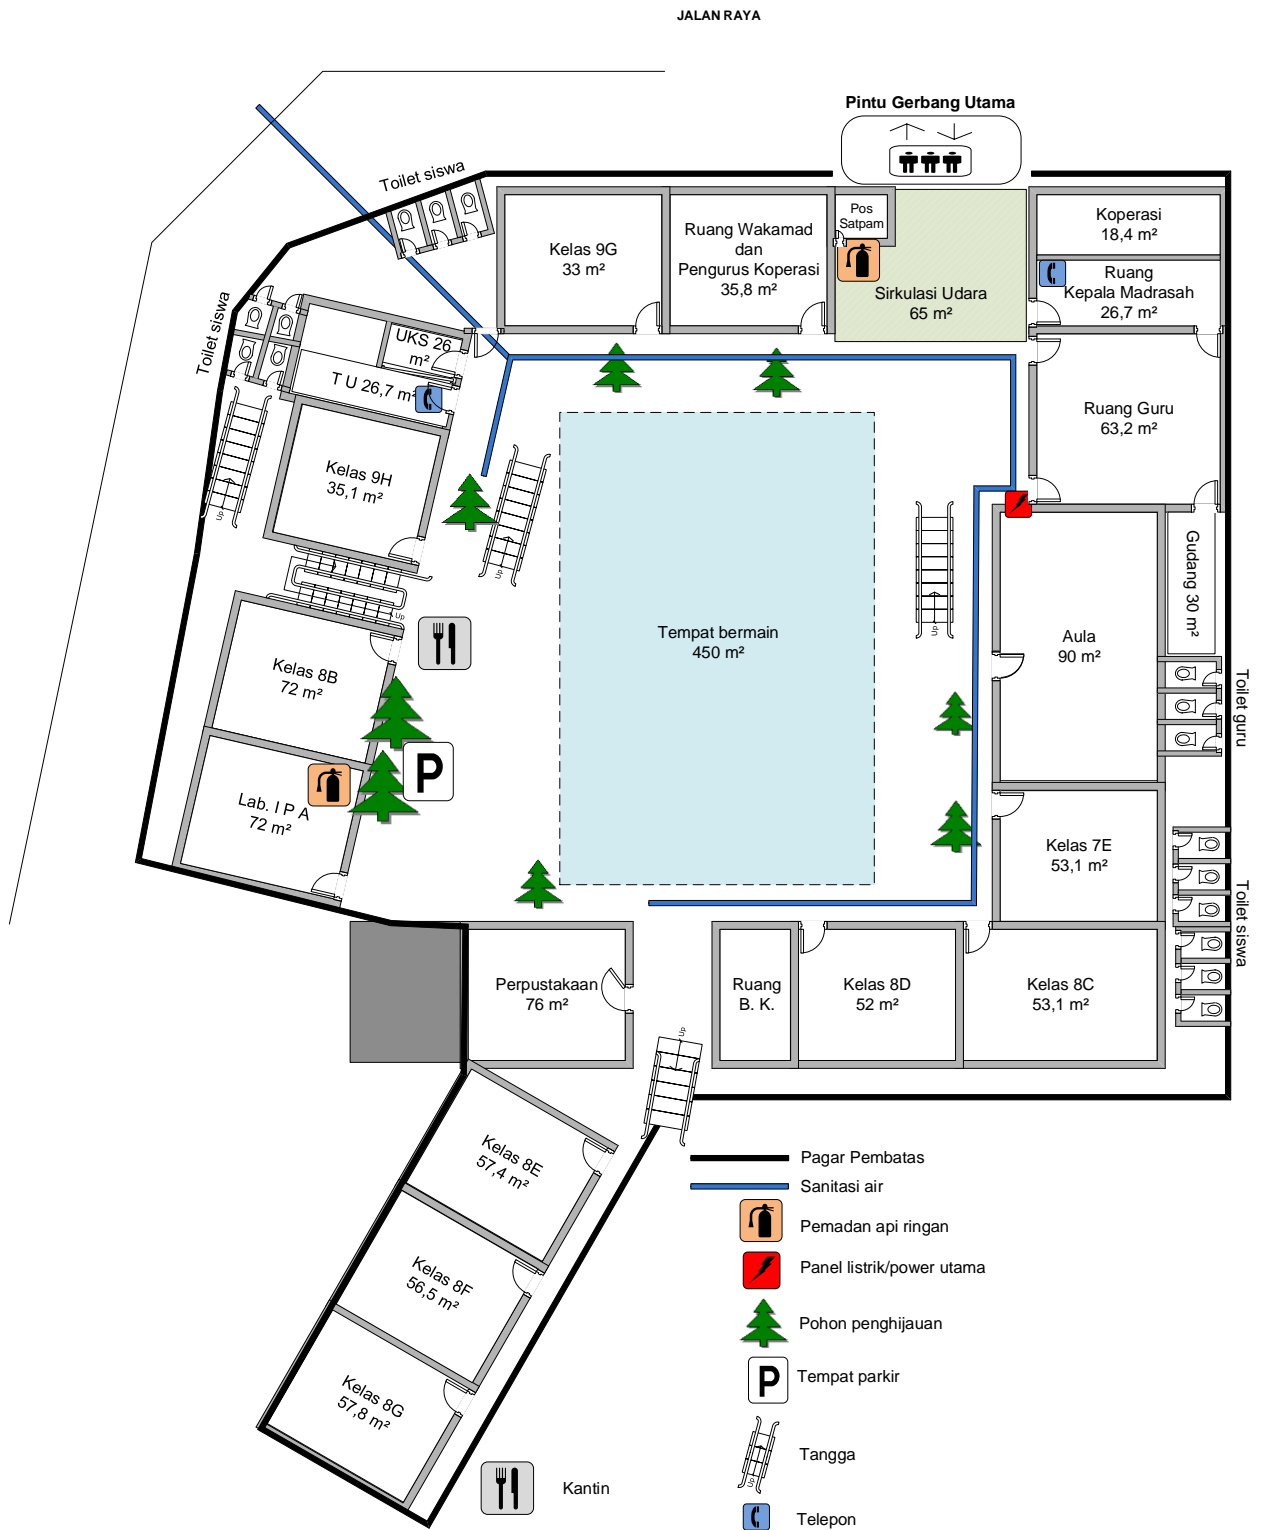 JALAN RAYA
Pintu Gerbang Utama
Toilet siswa
Kelas 9G
33 m²
Ruang Wakamad
dan
Pengurus Koperasi
35,8 m²
Pos
Satpam
Sirkulasi Udara
65 m²
Koperasi
18,4 m²
Ruang
Kepala Madrasah
26,7 m²
Toilet siswa
UKS 26
m²
T U 26,7 m²
Ruang Guru
63,2 m²
Kelas 9H
35,1 m²
Up
Up
Up
Up
Gudang 30 m²
Tempat bermain
450 m²
Aula
90 m²
Kelas 8B
72 m²
Toilet guru
P
Lab. I P A
72 m²
Kelas 7E
53,1 m²
Toilet siswa
Perpustakaan
76 m²
Ruang
B. K.
Kelas 8D
52 m²
Kelas 8C
53,1 m²
Up
Kelas 8E
57,4 m²
Kelas 8F
56,5 m²
Kelas 8G
57,8 m²
Pagar Pembatas
Sanitasi air
Pemadan api ringan
Panel listrik/power utama
Pohon penghijauan
P
Tempat parkir
Tangga
Up
Kantin
Telepon